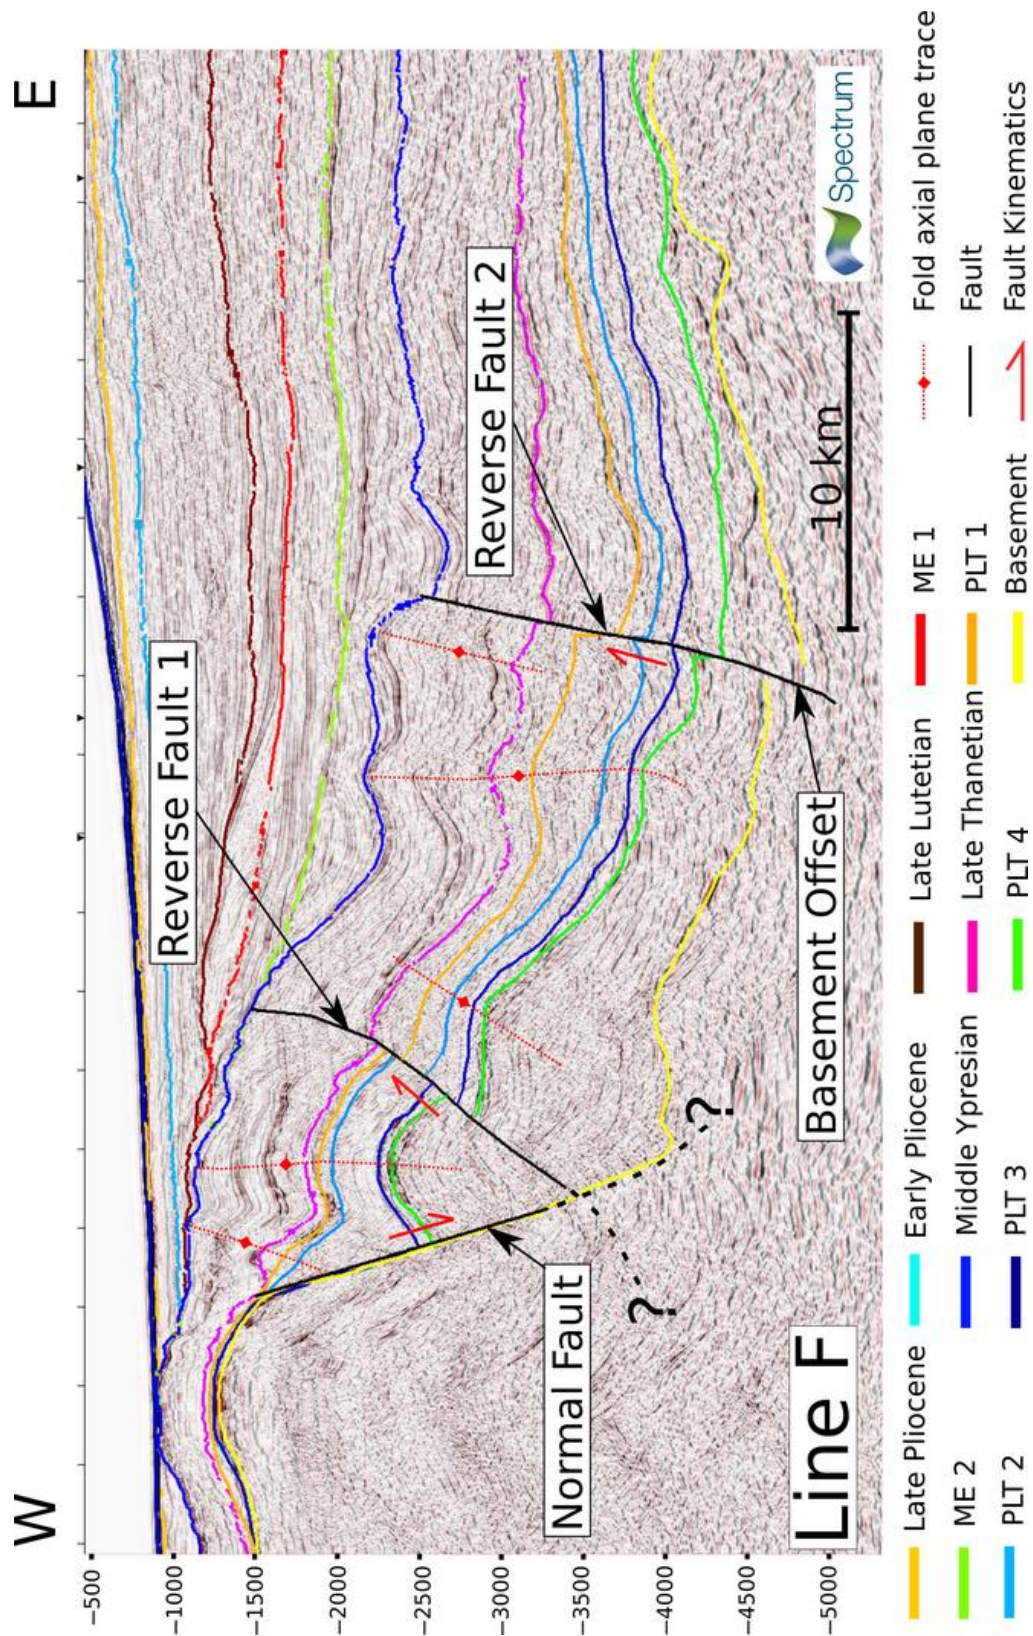 W
E
−500
−1000
−1500
−2000
−2500
−3000
−3500
−4000
−4500
−5000
Reverse Fault 1
Reverse Fault 2
Normal Fault
Basement Offset
?
?
Line F
10 km
Spectrum
Late Pliocene
Early Pliocene
Late Lutetian
ME 1
Fold axial plane trace
ME 2
Middle Ypresian
Late Thanetian
PLT 1
Fault
PLT 2
PLT 3
PLT 4
Basement
Fault Kinematics